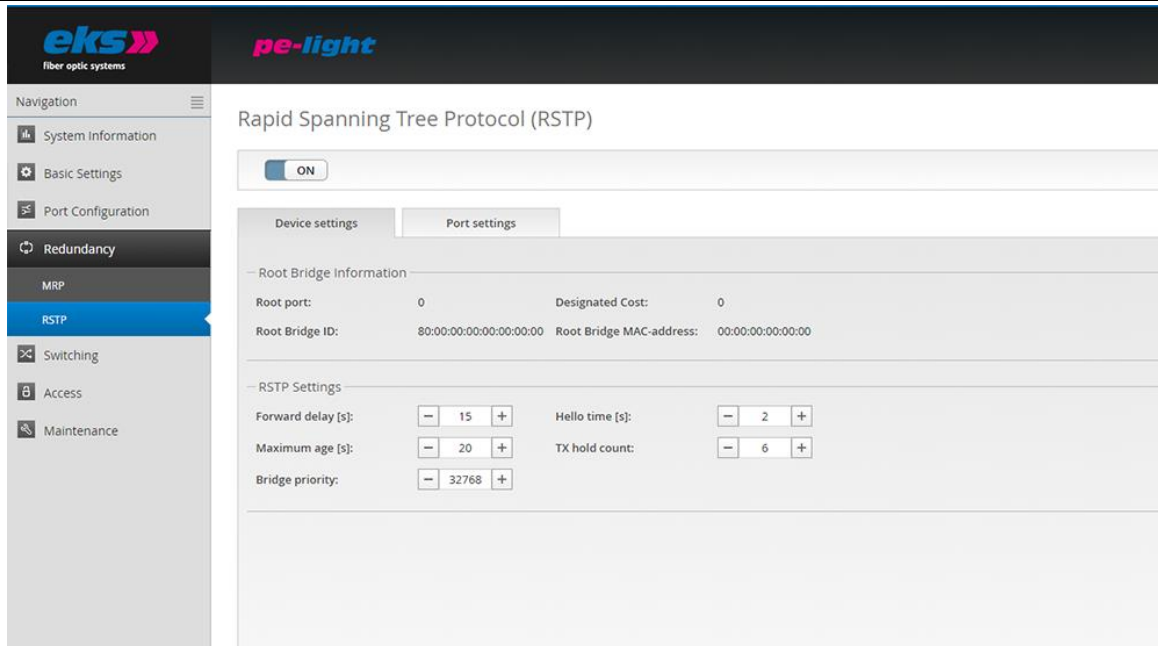 eks
fiber optic systems
pe-light
Navigation
System Information
Basic Settings
Port Configuration
Redundancy
MRP
RSTP
Switching
Access
Maintenance
Rapid Spanning Tree Protocol (RSTP)
ON
Device settings Port settings
Root Bridge Information
Root port: 0 Designated Cost: 0
Root Bridge ID: 80:00:00:00:00:00:00:00 Root Bridge MAC-address: 00:00:00:00:00:00
RSTP Settings
Forward delay [s]: − 15 + Hello time [s]: − 2 +
Maximum age [s]: − 20 + TX hold count: − 6 +
Bridge priority: − 32768 +